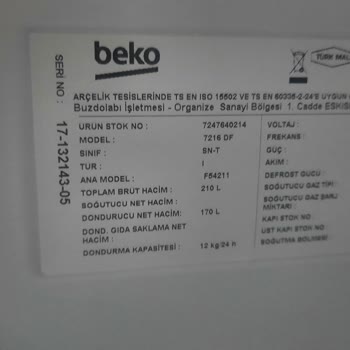 beko
TÜRK MAL
SERİ NO : 17-132143-05
ARÇELİK TESİSLERİNDE TS EN ISO 15502 VE TS EN 60335-2-24'E UYGUN
Buzdolabı İşletmesi - Organize Sanayi Bölgesi 1. Cadde ESKİŞ
ÜRÜN STOK NO : 7247640214 VOLTAJ :
MODEL : 7216 DF FREKANS :
SINIF : SN-T GÜÇ :
TÜR : I AKIM :
ANA MODEL : F54211 DEFROST GÜCÜ :
TOPLAM BRÜT HACİM: 210 L SOĞUTUCU GAZ TİPİ :
SOĞUTUCU NET HACİM : SOĞUTUCU GAZ ŞARJ
MİKTARI :
DONDURUCU NET HACİM: 170 L KAPI STOK NO :
DOND. GIDA SAKLAMA NET ÜST KAPI STOK NO :
HACMİ : SOĞUTMA BÖLMESİ :
DONDURMA KAPASİTESİ : 12 kg/24 h